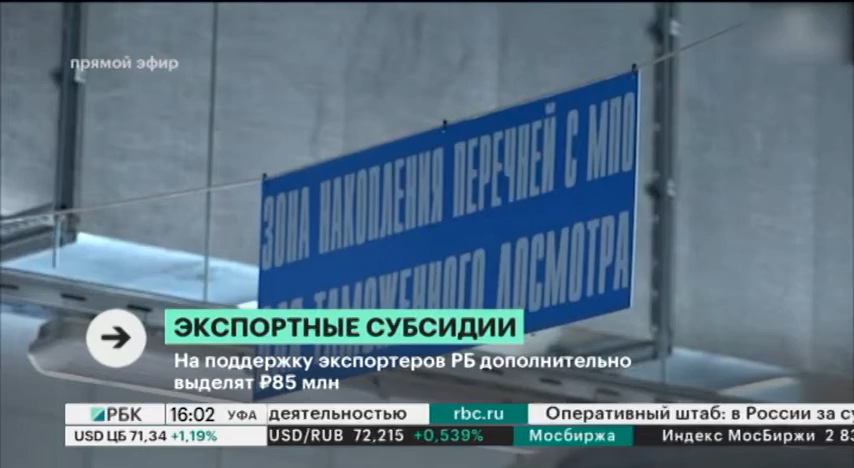 прямой эфир
ЗОНА НАКОПЛЕНИЯ ПЕРЕЧНЕЙ С МПО
ТАМОЖЕННОГО ДОСМОТРА
ЭКСПОРТНЫЕ СУБСИДИИ
На поддержку экспортеров РБ дополнительно
выделят ₽85 млн
РБК 16:02 УФА деятельностью rbc.ru Оперативный штаб: в России за су
USD ЦБ 71,34 +1,19% USD/RUB 72,215 +0,539% Мосбиржа Индекс МосБиржи 2 83